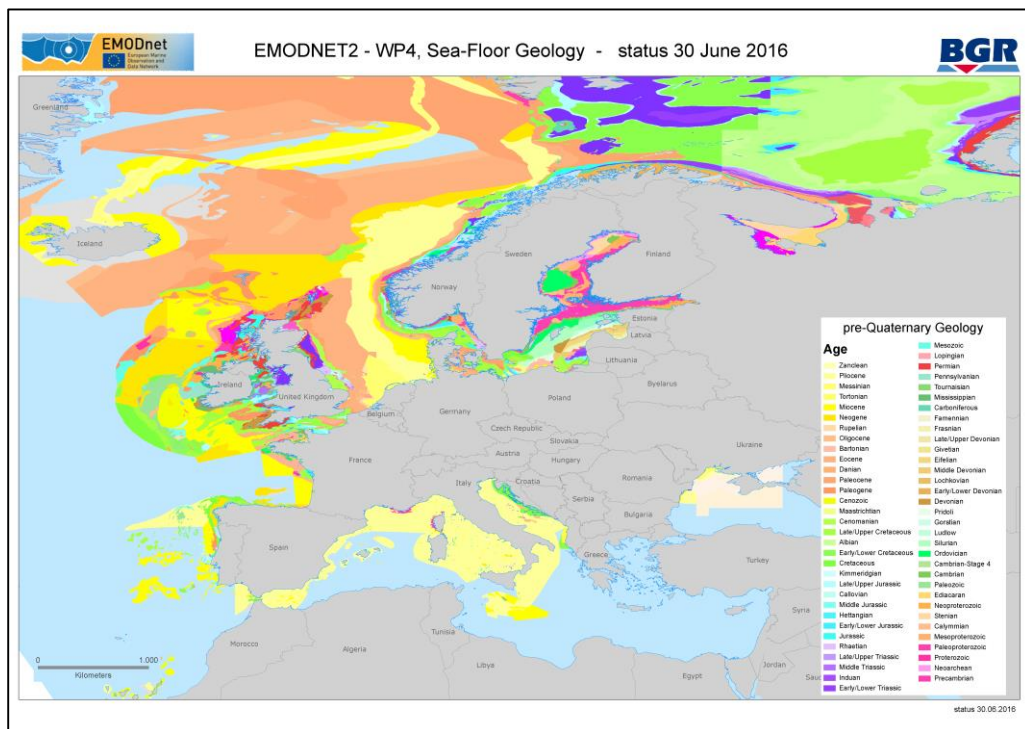 EMODnet
European Marine
Observation and
Data Network
EMODNET2 - WP4, Sea-Floor Geology - status 30 June 2016
BGR
Greenland
Iceland
Sweden
Finland
Norway
Estonia
Latvia
Lithuania
Ireland
United Kingdom
Byelarus
Poland
Belgium
Germany
Czech Republic
Ukraine
Slovakia
Austria
Hungary
France
Romania
Italy
Croatia
Serbia
Bulgaria
Spain
Greece
Turkey
Syria
Morocco
Algeria
Tunisia
Libya
Egypt
Jordan
Sauc
0
1.000
Kilometers
pre-Quaternary Geology
Age
Zanclean
Pliocene
Messinian
Tortonian
Miocene
Neogene
Rupelian
Oligocene
Bartonian
Eocene
Danian
Paleocene
Paleogene
Cenozoic
Maastrichtian
Cenomanian
Late/Upper Cretaceous
Albian
Early/Lower Cretaceous
Cretaceous
Kimmeridgian
Late/Upper Jurassic
Callovian
Middle Jurassic
Hettangian
Early/Lower Jurassic
Jurassic
Rhaetian
Late/Upper Triassic
Middle Triassic
Induan
Early/Lower Triassic
Mesozoic
Lopingian
Permian
Pennsylvanian
Tournaisian
Mississippian
Carboniferous
Famennian
Frasnian
Late/Upper Devonian
Givetian
Eifelian
Middle Devonian
Lochkovian
Early/Lower Devonian
Devonian
Pridoli
Gorstian
Ludlow
Silurian
Ordovician
Cambrian-Stage 4
Cambrian
Paleozoic
Ediacaran
Neoproterozoic
Stenian
Calymmian
Mesoproterozoic
Paleoproterozoic
Proterozoic
Neoarchean
Precambrian
status 30.06.2016